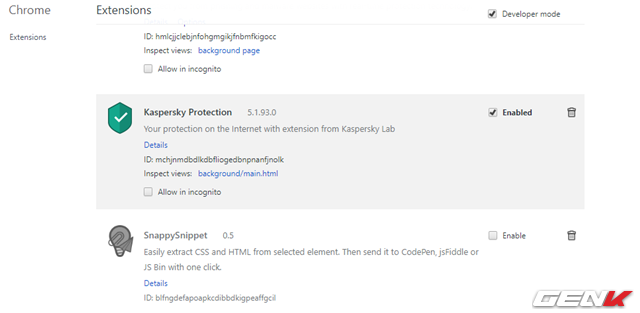 Chrome
Extensions
Developer mode
Extensions
ID: hmlcjjclebjnfohgmgikjfnbmfkigocc
Inspect views: background page
Allow in incognito
Kaspersky Protection 5.1.93.0
Enabled
Your protection on the Internet with extension from Kaspersky Lab
Details
ID: mchjnmdbdlkdbfliogedbnpnanfjnolk
Inspect views: background/main.html
Allow in incognito
SnappySnippet 0.5
Enable
Easily extract CSS and HTML from selected element. Then send it to CodePen, jsFiddle or
JS Bin with one click.
Details
ID: blfngdefapoapkcdibbdkigpeaffgcil
GENK